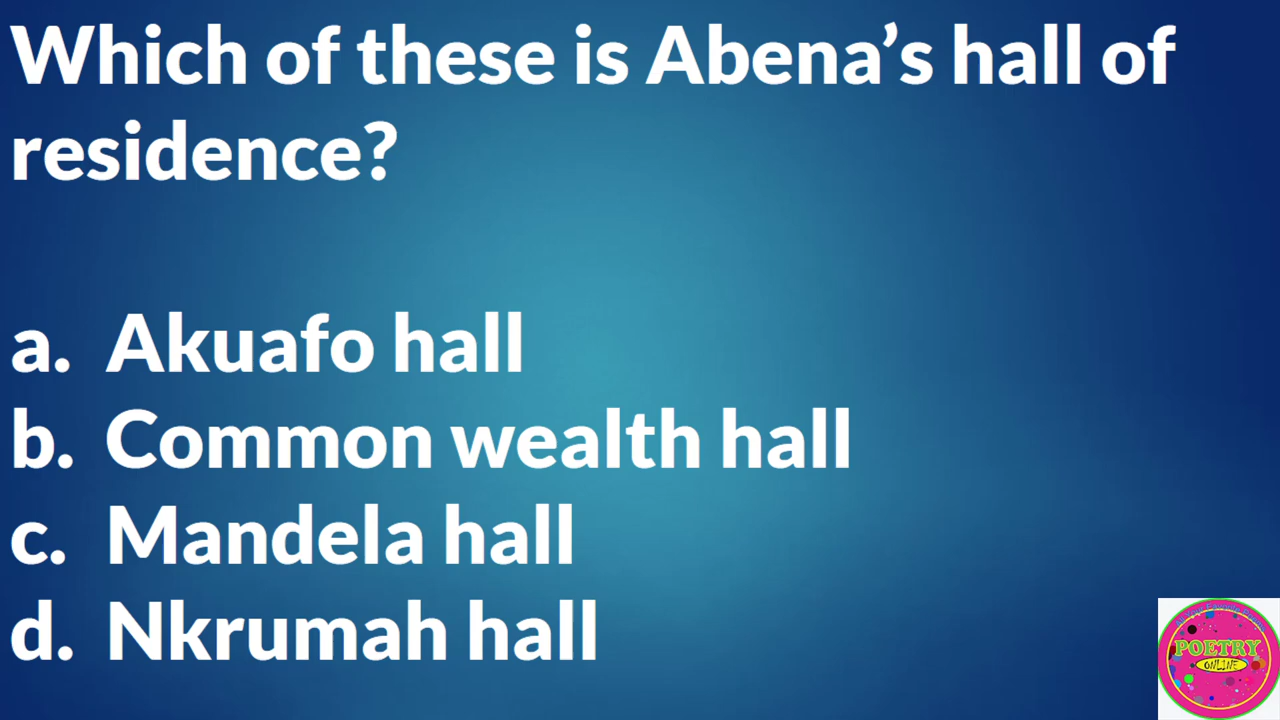 Which of these is Abena’s hall of
residence?
a. Akuafo hall
b. Common wealth hall
c. Mandela hall
d. Nkrumah hall
POETRY
ONLINE